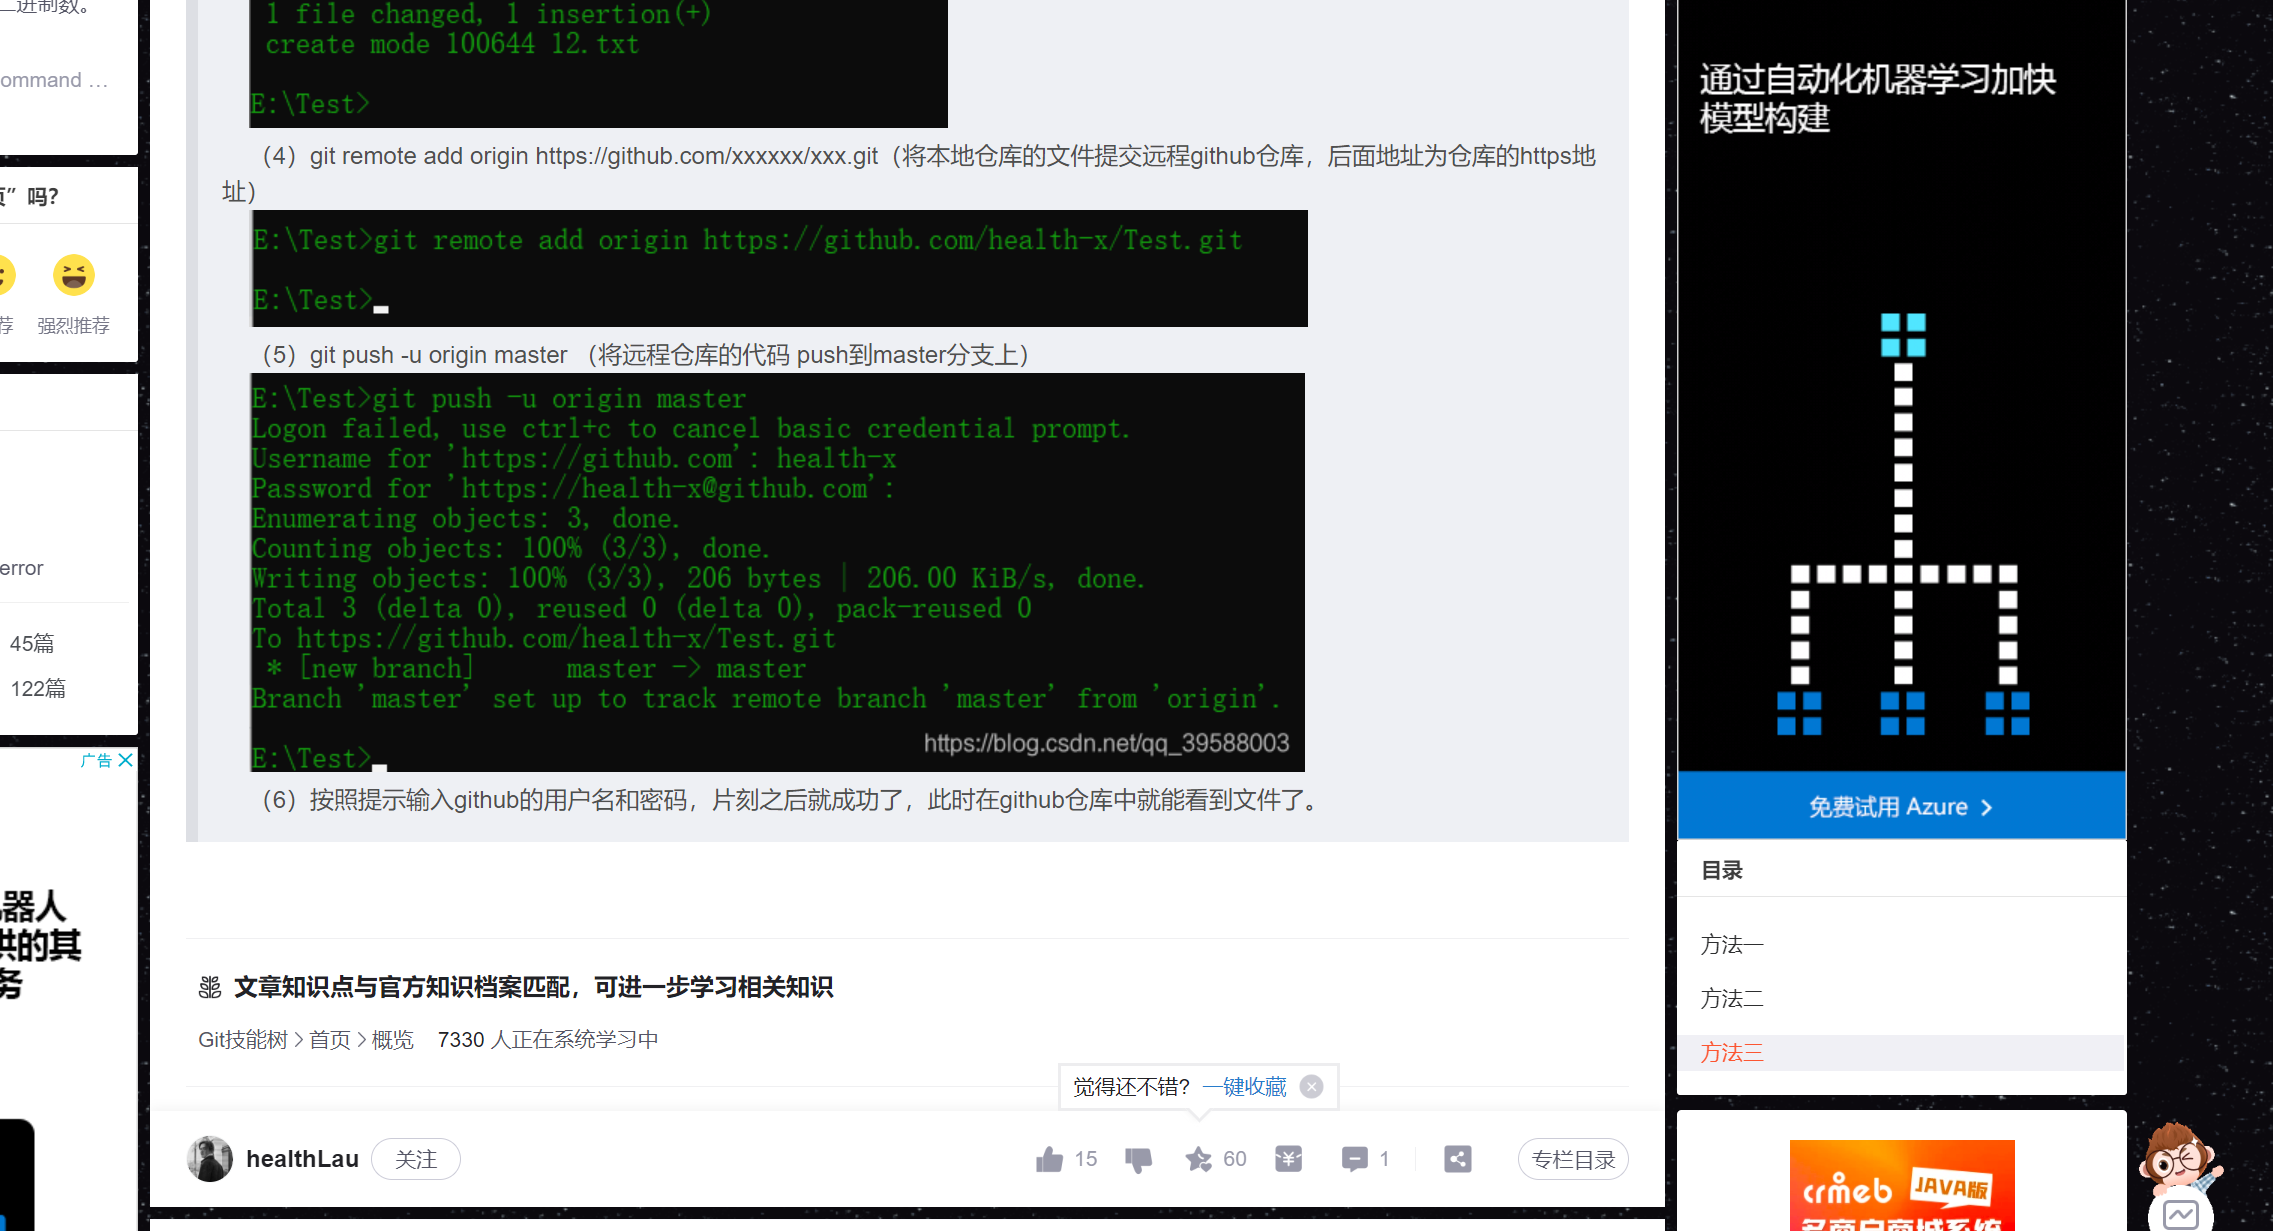 二进制数。
ommand …
页”吗?
荐
强烈推荐
error
45篇
122篇
广告
器人
供的其
务
1 file changed, 1 insertion(+)
create mode 100644 12.txt
E:\Test>
（4）git remote add origin https://github.com/xxxxxx/xxx.git（将本地仓库的文件提交远程github仓库，后面地址为仓库的https地
址）
E:\Test>git remote add origin https://github.com/health-x/Test.git
E:\Test>
（5）git push -u origin master （将远程仓库的代码 push到master分支上）
E:\Test>git push -u origin master
Logon failed, use ctrl+c to cancel basic credential prompt.
Username for 'https://github.com': health-x
Password for 'https://health-x@github.com':
Enumerating objects: 3, done.
Counting objects: 100% (3/3), done.
Writing objects: 100% (3/3), 206 bytes | 206.00 KiB/s, done.
Total 3 (delta 0), reused 0 (delta 0), pack-reused 0
To https://github.com/health-x/Test.git
* [new branch]      master -> master
Branch 'master' set up to track remote branch 'master' from 'origin'.
https://blog.csdn.net/qq_39588003
E:\Test>
（6）按照提示输入github的用户名和密码，片刻之后就成功了，此时在github仓库中就能看到文件了。
文章知识点与官方知识档案匹配，可进一步学习相关知识
Git技能树>首页>概览 7330 人正在系统学习中
觉得还不错? 一键收藏
healthLau 关注 15 60 1 专栏目录
通过自动化机器学习加快
模型构建
免费试用 Azure >
目录
方法一
方法二
方法三
crmeb JAVA版
多商户商城系统